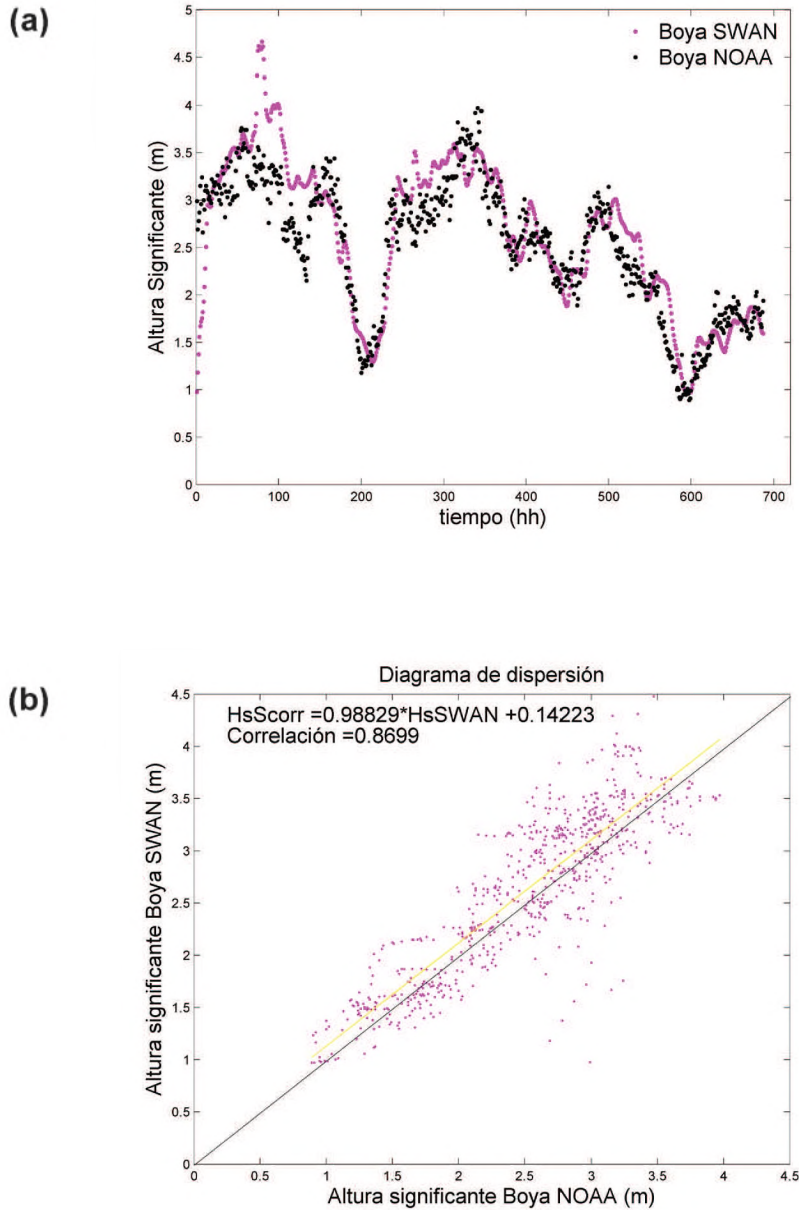 (a)
Boya SWAN
Boya NOAA
Altura Significante (m)
5
4.5
4
3.5
3
2.5
2
1.5
1
0.5
0
0 100 200 300 400 500 600 700
tiempo (hh)
(b)
Diagrama de dispersión
HsScorr =0.98829*HsSWAN +0.14223
Correlación =0.8699
Altura significante Boya SWAN (m)
4.5
4
3.5
3
2.5
2
1.5
1
0.5
0
0 0.5 1 1.5 2 2.5 3 3.5 4 4.5
Altura significante Boya NOAA (m)